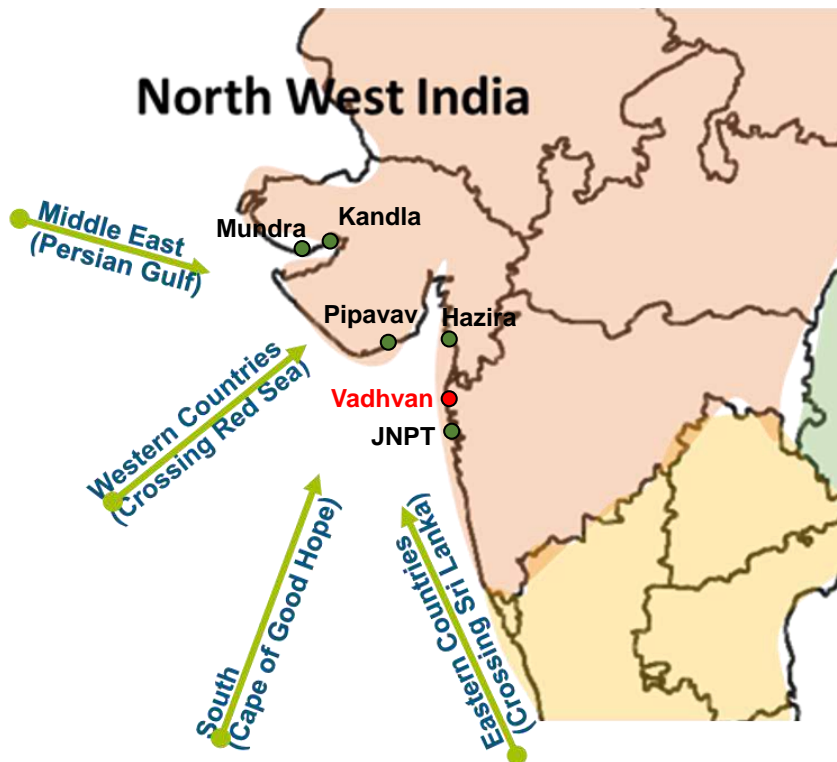 North West India
Middle East
(Persian Gulf)
Mundra
Kandla
Pipavav
Hazira
Western Countries
(Crossing Red Sea)
Vadhvan
JNPT
South
(Cape of Good Hope)
Eastern Countries
(Crossing Sri Lanka)